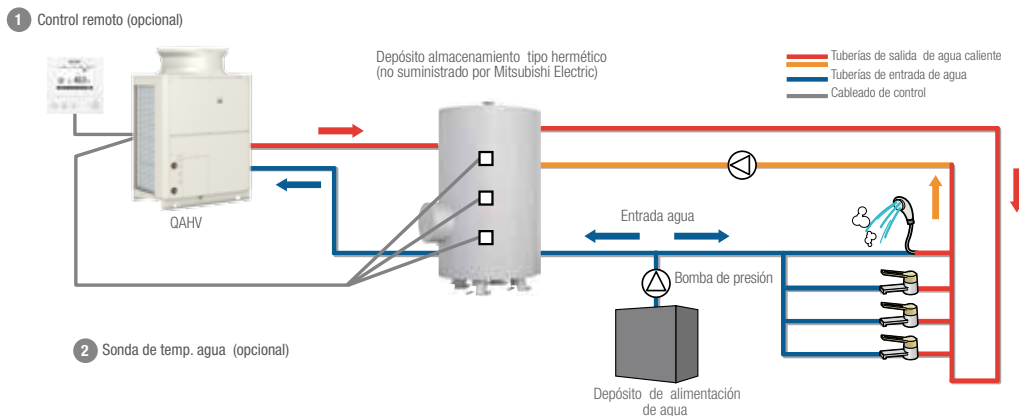 1 Control remoto (opcional)
Depósito almacenamiento tipo hermético
(no suministrado por Mitsubishi Electric)
Tuberías de salida de agua caliente
Tuberías de entrada de agua
Cableado de control
QAHV
Entrada agua
Bomba de presión
2 Sonda de temp. agua (opcional)
Depósito de alimentación
de agua